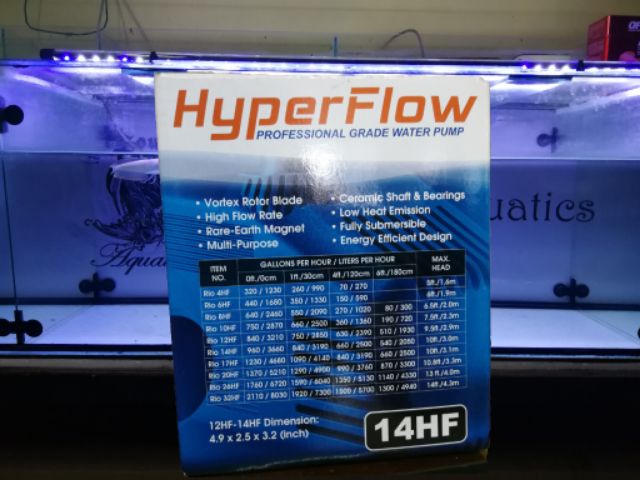 HyperFlow
PROFESSIONAL GRADE WATER PUMP
• Vortex Rotor Blade
• High Flow Rate
• Rare-Earth Magnet
• Multi-Purpose
• Ceramic Shaft & Bearings
• Low Heat Emission
• Fully Submersible
• Energy Efficient Design
ITEM NO. GALLONS PER HOUR / LITERS PER HOUR MAX. HEAD
0ft./0cm 1ft./30cm 4ft./120cm 6ft./180cm
Rio 4HF 320 / 1230 260 / 990 70 / 270 5ft./1.6m
Rio 6HF 440 / 1680 350 / 1330 150 / 590 6ft./1.9m
Rio 8HF 640 / 2460 550 / 2090 270 / 1020 80 / 300 6.5ft./2.0m
Rio 10HF 750 / 2870 660 / 2500 360 / 1360 190 / 720 7.5ft./2.3m
Rio 12HF 840 / 3210 750 / 2850 630 / 2390 510 / 1930 9.5ft./2.9m
Rio 14HF 960 / 3660 840 / 3190 660 / 2500 540 / 2050 10ft./3.0m
Rio 17HF 1230 / 4680 1090 / 4140 840 / 3190 660 / 2500 10ft./3.1m
Rio 20HF 1370 / 5210 1290 / 4900 990 / 3760 870 / 3300 10.5ft./3.3m
Rio 26HF 1760 / 6720 1590 / 6040 1350 / 5130 1140 / 4330 13 ft./4.0m
Rio 32HF 2110 / 8030 1920 / 7300 1500 / 5700 1300 / 4940 14ft./4.3m
12HF-14HF Dimension:
4.9 x 2.5 x 3.2 (inch)
14HF
uatics
Aqua